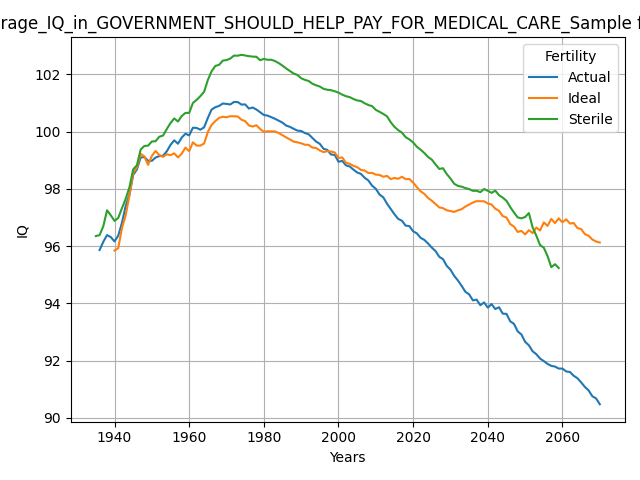 rage_IQ_in_GOVERNMENT_SHOULD_HELP_PAY_FOR_MEDICAL_CARE_Sample f
Fertility
Actual
Ideal
Sterile
IQ
102
100
98
96
94
92
90
1940 1960 1980 2000 2020 2040 2060
Years